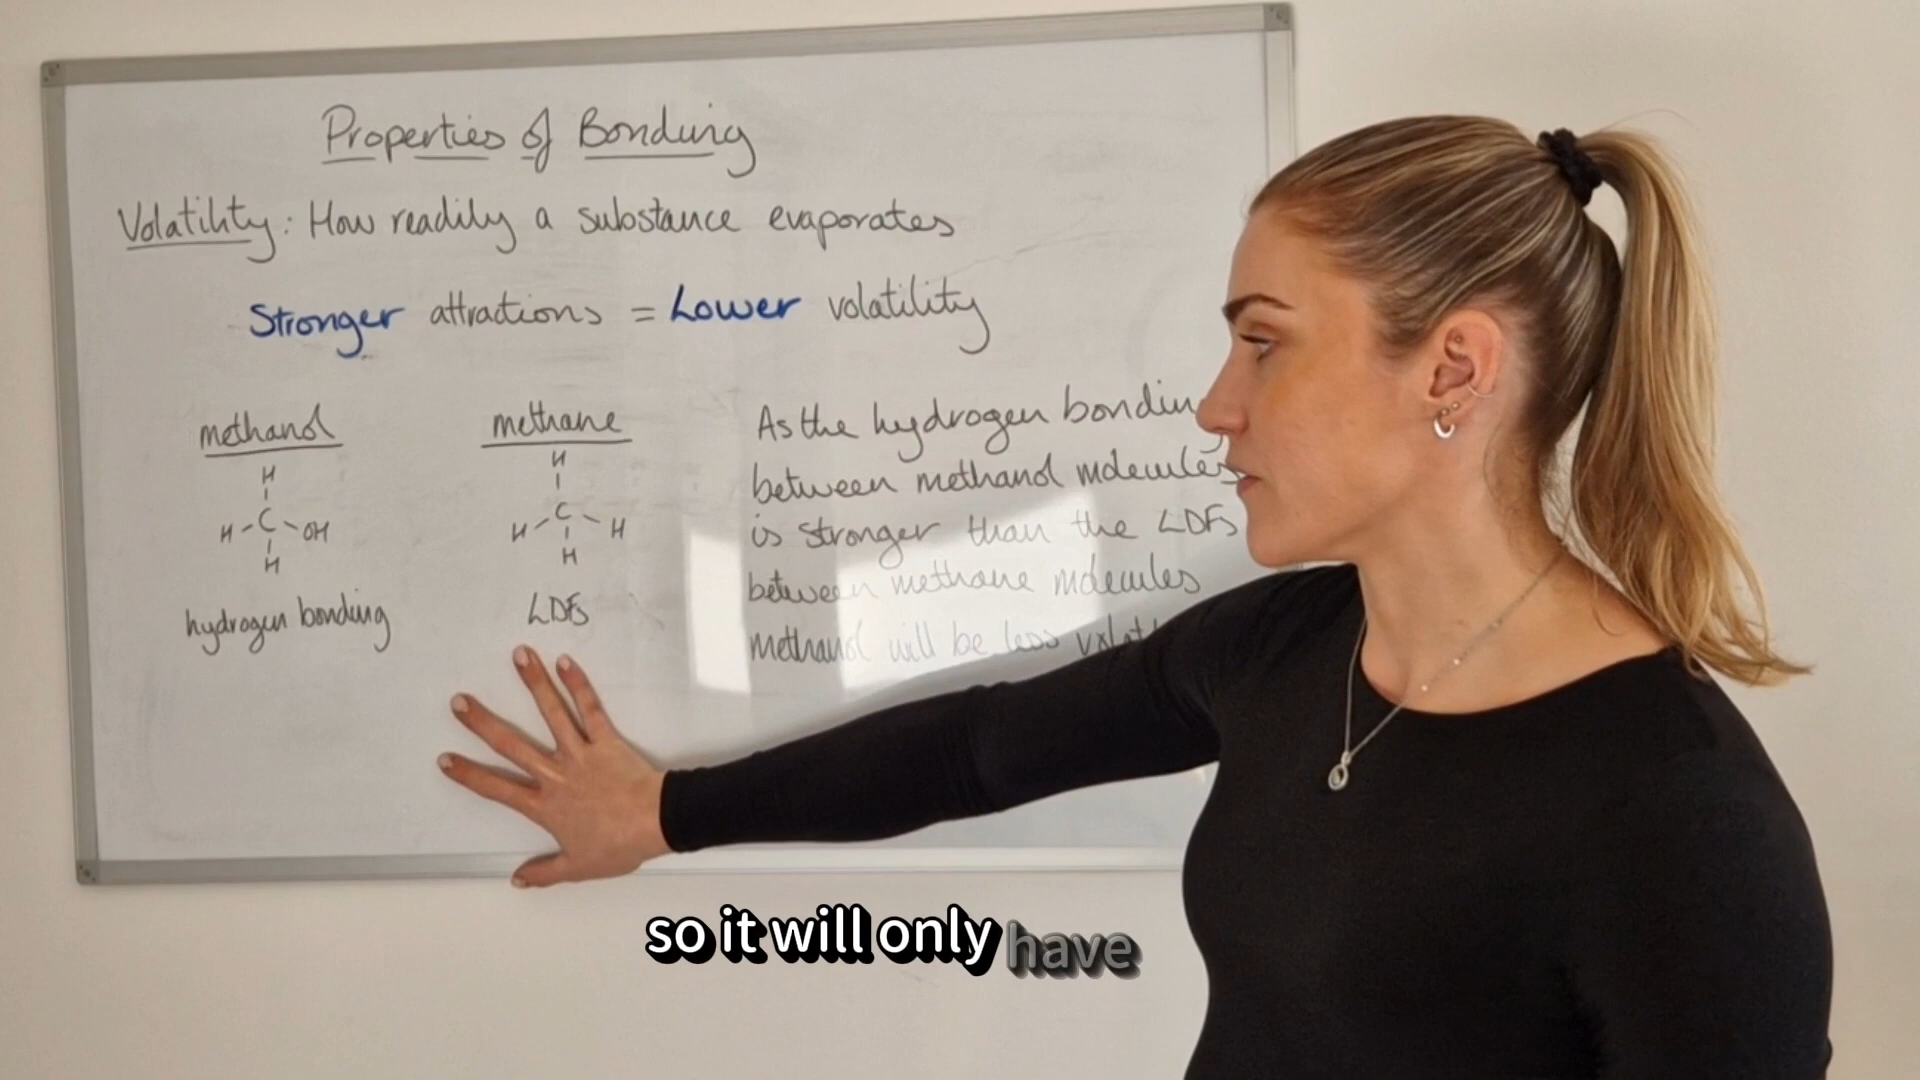 Properties of Bonding
Volatility: How readily a substance evaporates
Stronger attractions = Lower volatility
methanol
H
H-C-OH
H
hydrogen bonding
methane
H
H-C-H
H
LDFs
As the hydrogen bondin
between methanol molecules
is stronger than the LDFs
between methane molecules
methanol will be less volat
so it will only have